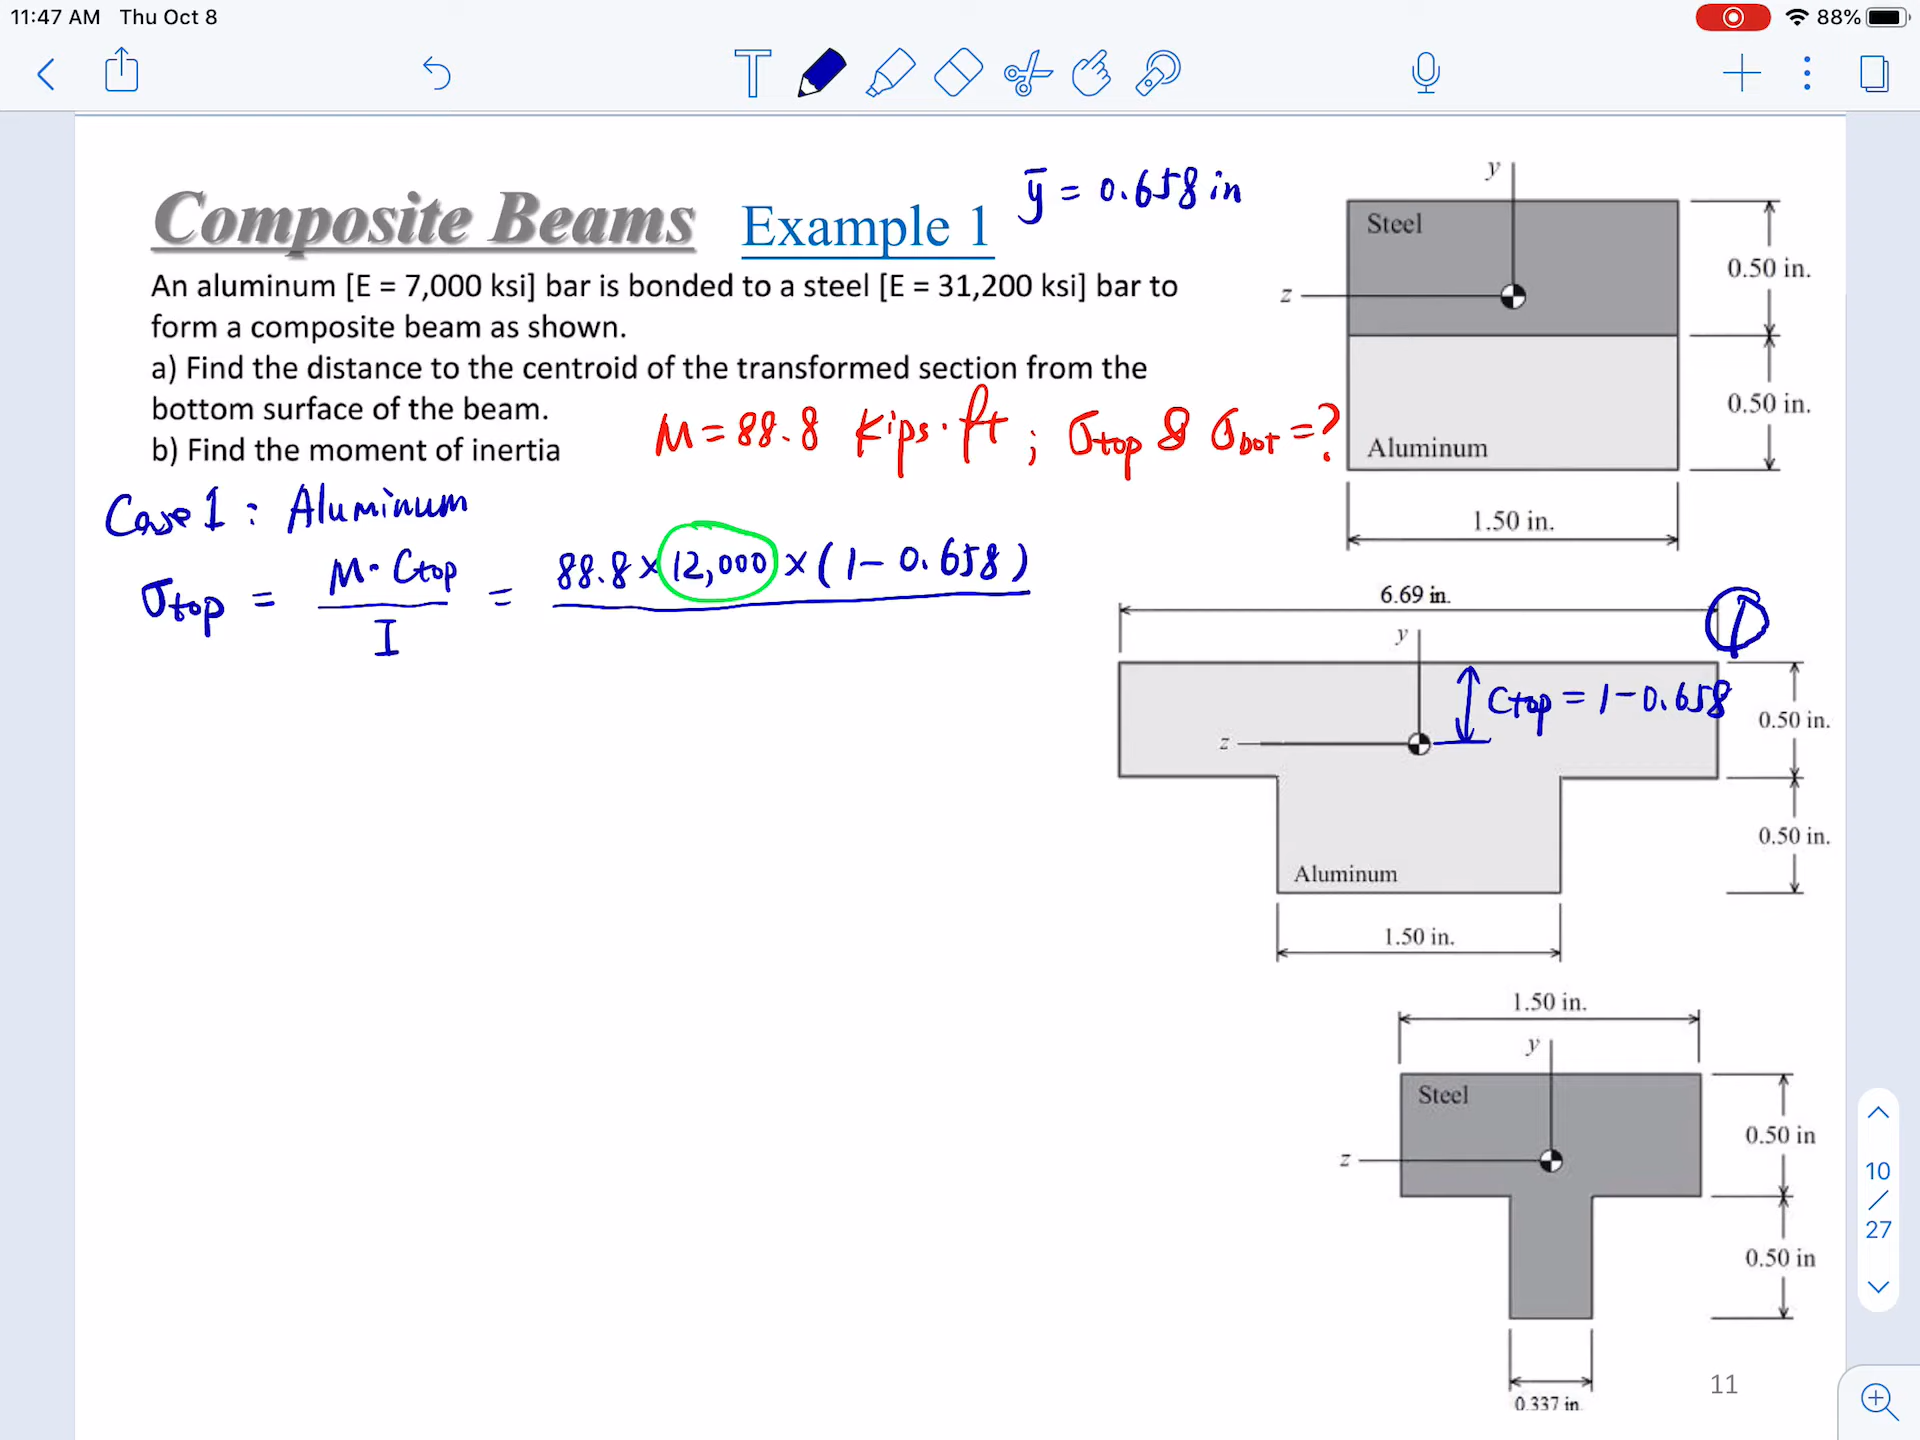 11:47 AM Thu Oct 8
88%
Composite Beams Example 1 ȳ = 0.658 in
An aluminum [E = 7,000 ksi] bar is bonded to a steel [E = 31,200 ksi] bar to
form a composite beam as shown.
a) Find the distance to the centroid of the transformed section from the
bottom surface of the beam.
b) Find the moment of inertia
M = 88.8 kips·ft ; σtop & σbot = ?
Case 1 : Aluminum
σtop = M· Ctop / I = 88.8 × 12,000 × (1 - 0.658)
y
Steel
0.50 in.
z
0.50 in.
Aluminum
1.50 in.
6.69 in.
1
y
Ctop = 1 - 0.658
0.50 in.
z
0.50 in.
Aluminum
1.50 in.
1.50 in.
y
Steel
0.50 in
z
0.50 in
0.337 in.
11
10
/
27